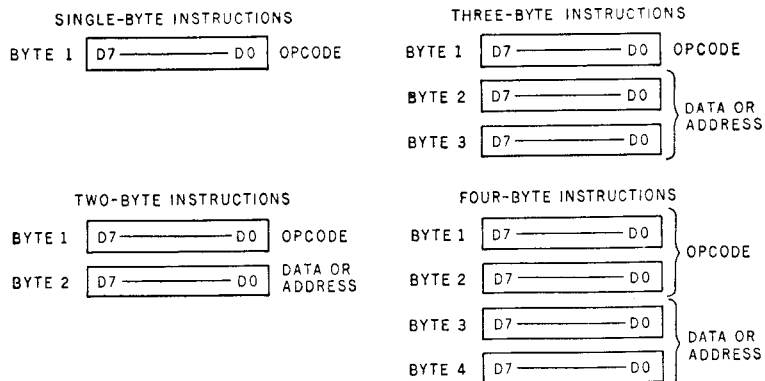 SINGLE-BYTE INSTRUCTIONS
BYTE 1 D7 D0 OPCODE
THREE-BYTE INSTRUCTIONS
BYTE 1 D7 D0 OPCODE
BYTE 2 D7 D0
BYTE 3 D7 D0
DATA OR
ADDRESS
TWO-BYTE INSTRUCTIONS
BYTE 1 D7 D0 OPCODE
BYTE 2 D7 D0 DATA OR
ADDRESS
FOUR-BYTE INSTRUCTIONS
BYTE 1 D7 D0
BYTE 2 D7 D0
OPCODE
BYTE 3 D7 D0
BYTE 4 D7 D0
DATA OR
ADDRESS